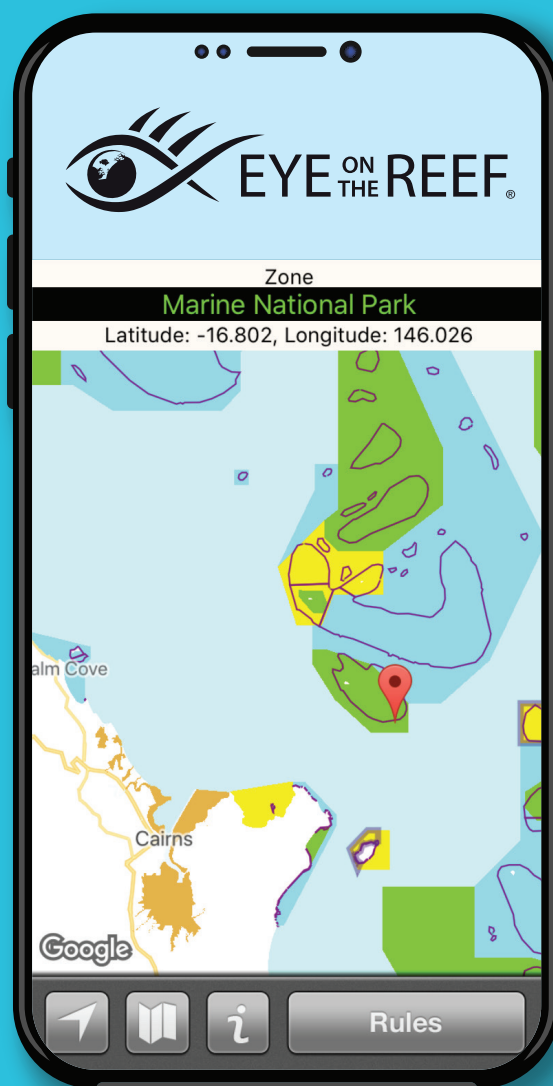 EYE ON THE REEF®
Zone
Marine National Park
Latitude: -16.802, Longitude: 146.026
alm Cove
Cairns
Google
i
Rules